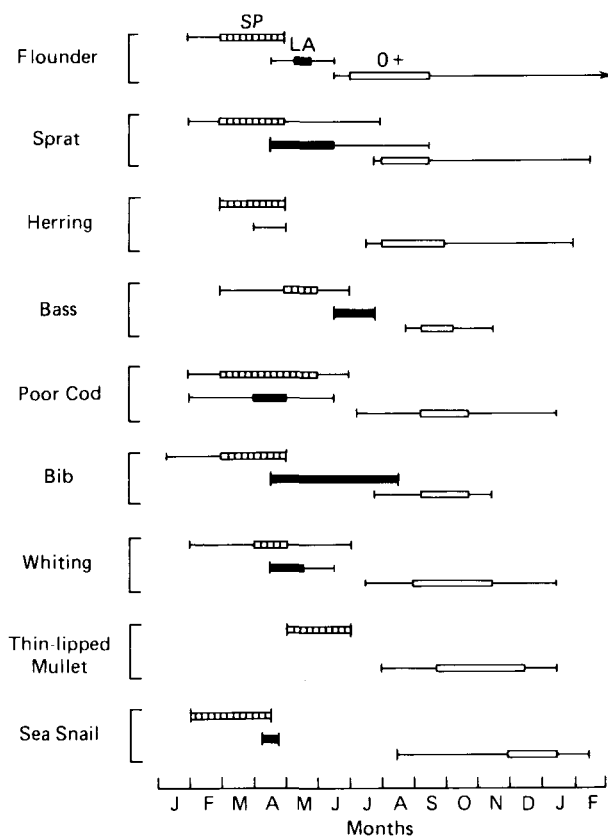 SP
LA
Flounder
0 +
Sprat
Herring
Bass
Poor Cod
Bib
Whiting
Thin-lipped
Mullet
Sea Snail
J F M A M J J A S O N D J F
Months